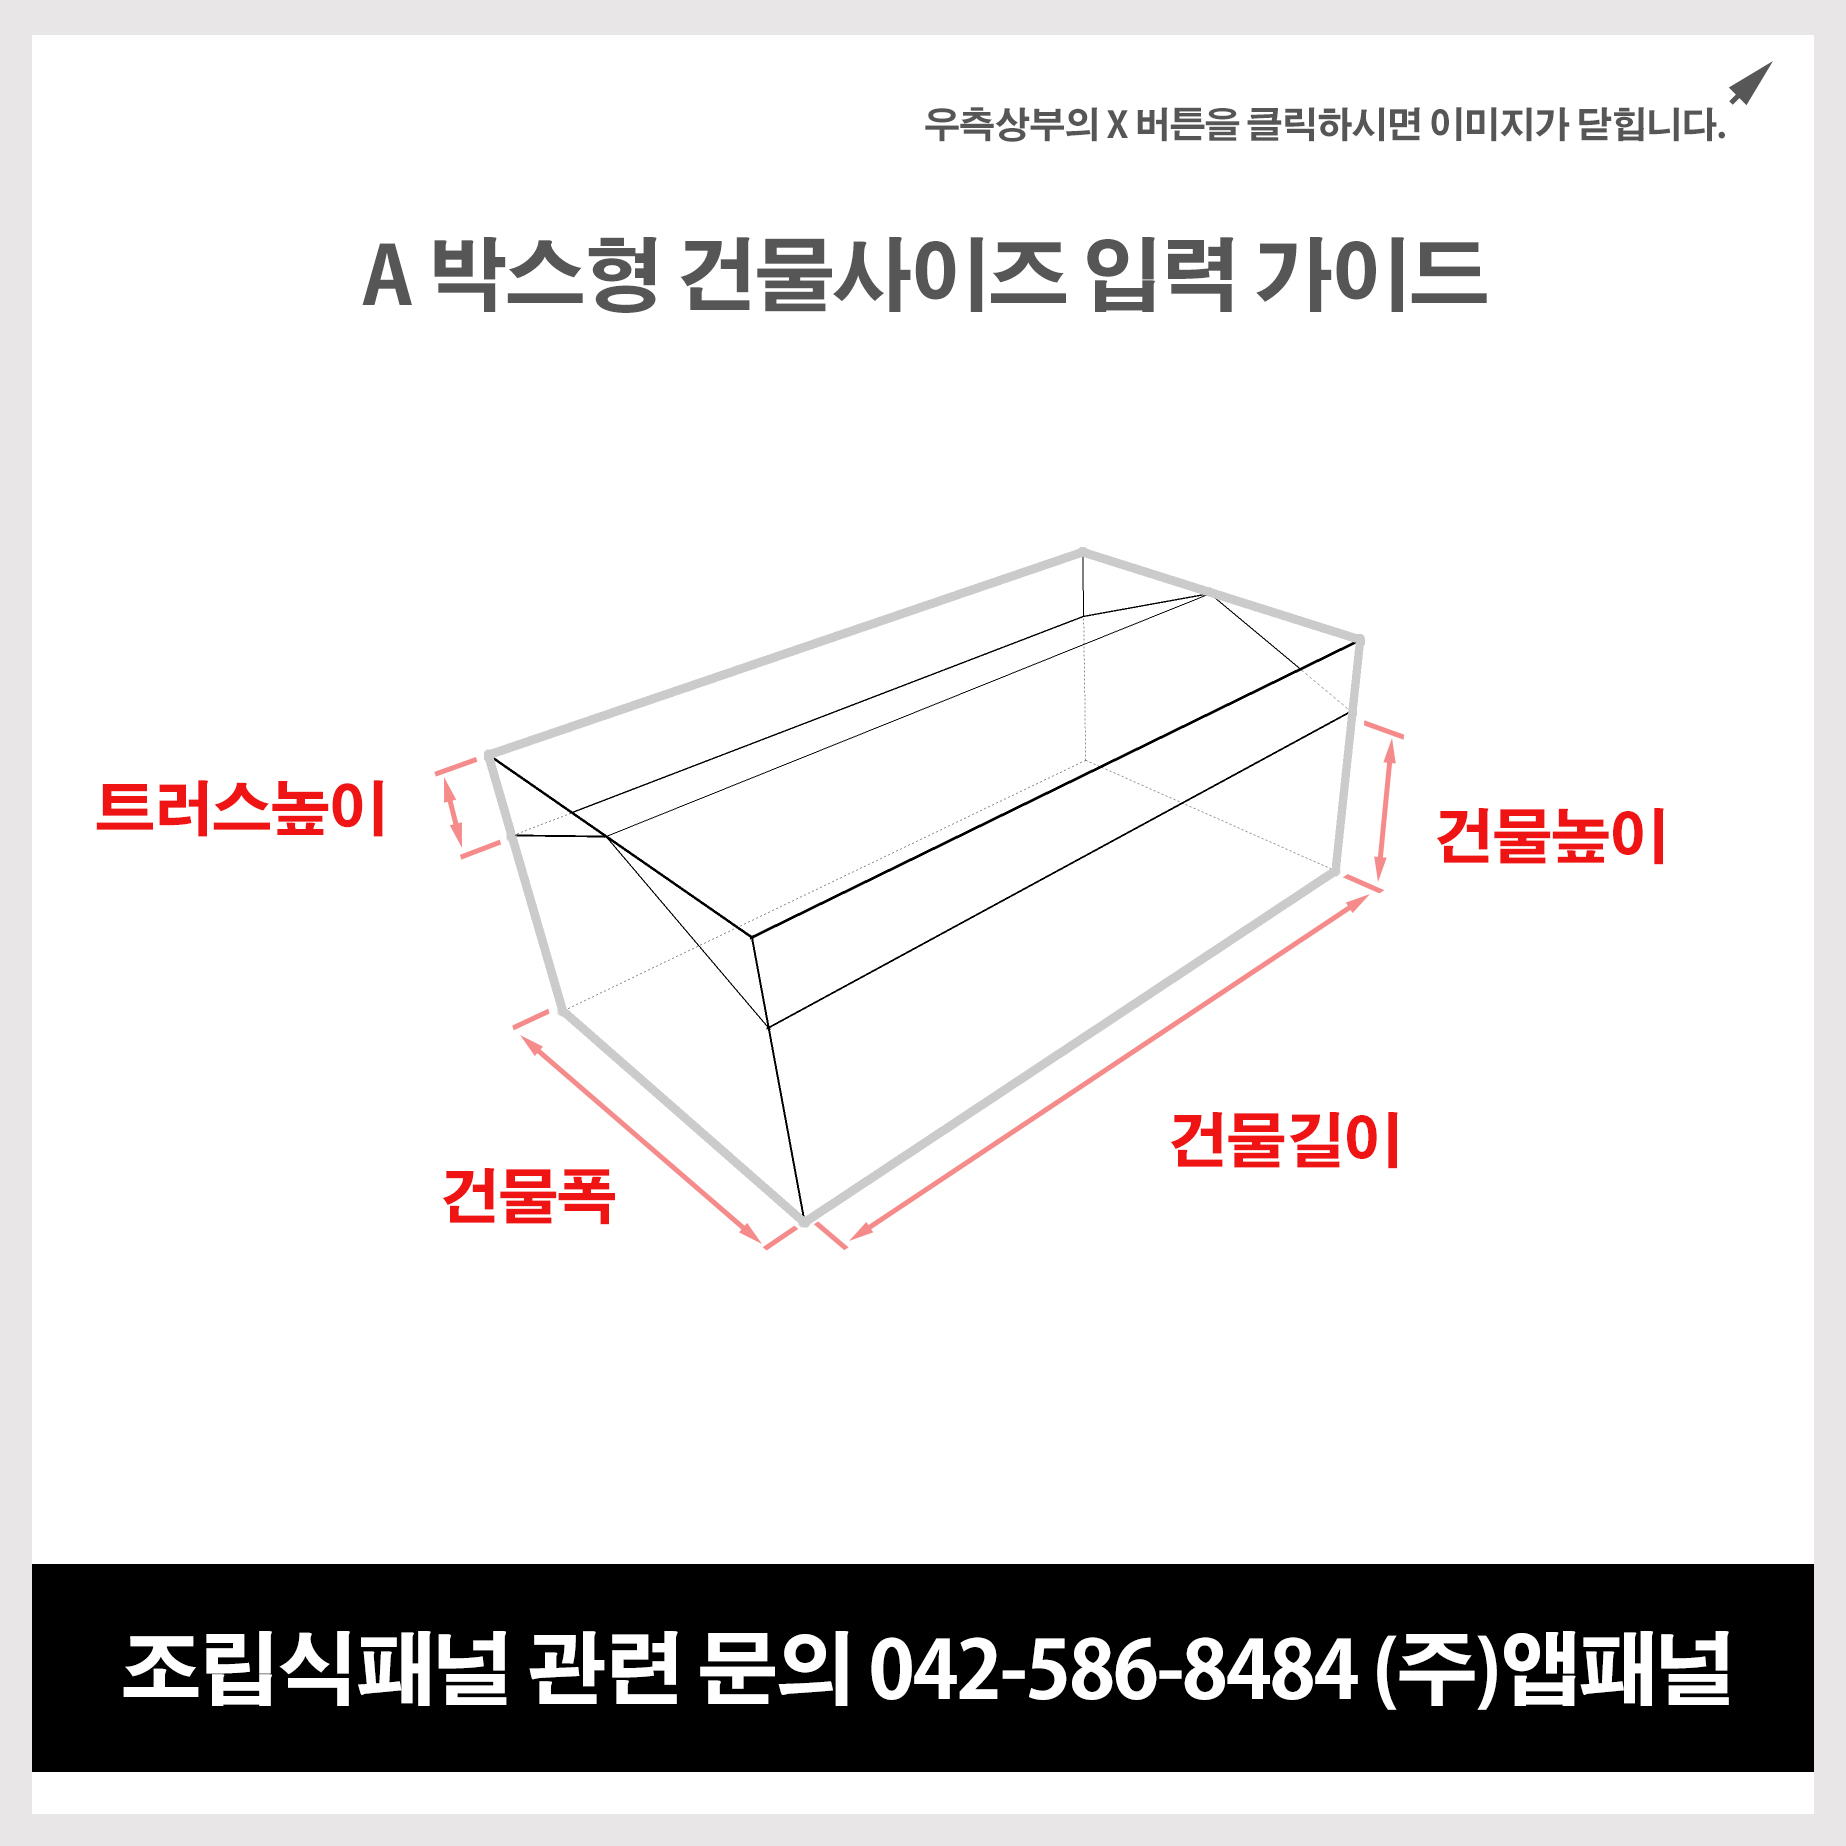 우측상부의 X 버튼을 클릭하시면 이미지가 닫힙니다.
A 박스형 건물사이즈 입력 가이드
트러스높이
건물높이
건물길이
건물폭
조립식패널 관련 문의 042-586-8484 (주)앱패널